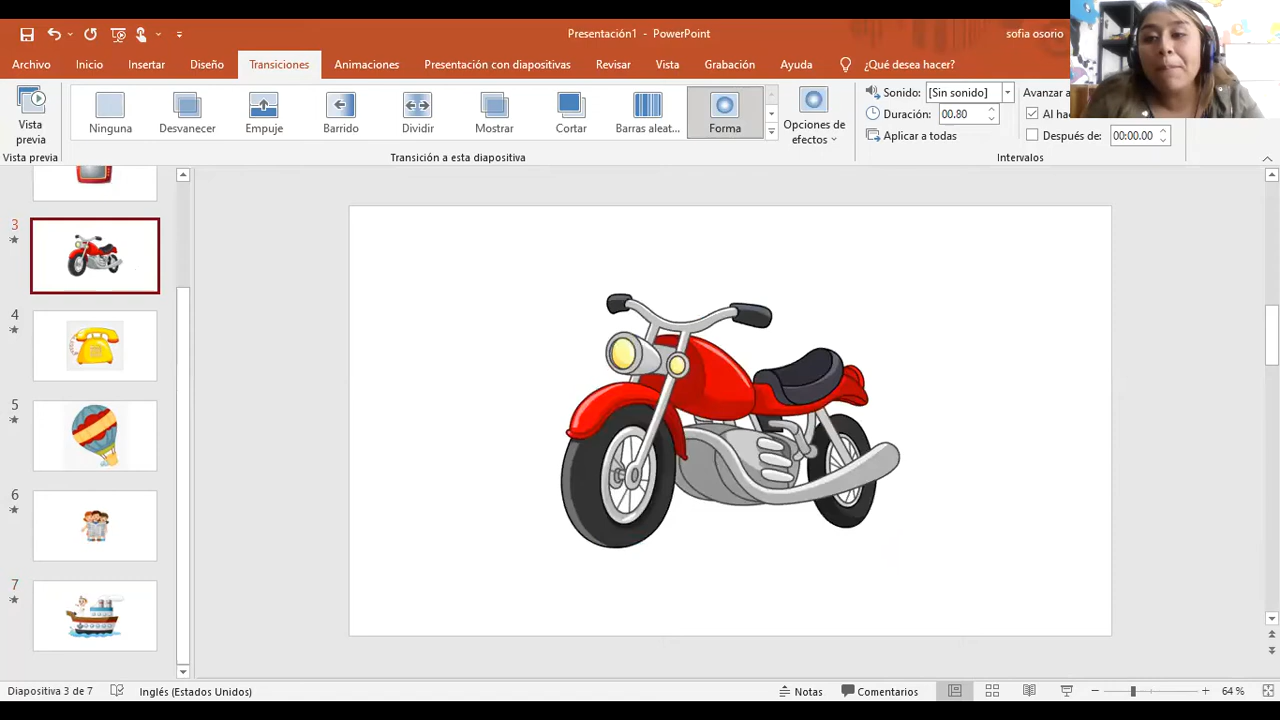 Presentación1 - PowerPoint
sofia osorio
Archivo Inicio Insertar Diseño Transiciones Animaciones Presentación con diapositivas Revisar Vista Grabación Ayuda ¿Qué desea hacer?
Vista previa
Ninguna Desvanecer Empuje Barrido Dividir Mostrar Cortar Barras aleat... Forma
Opciones de efectos
Sonido: [Sin sonido]
Duración: 00.80
Aplicar a todas
Avanzar a
Al ha
Después de: 00:00.00
Vista previa Transición a esta diapositiva Intervalos
3
4
5
6
7
Diapositiva 3 de 7 Inglés (Estados Unidos) Notas Comentarios 64 %